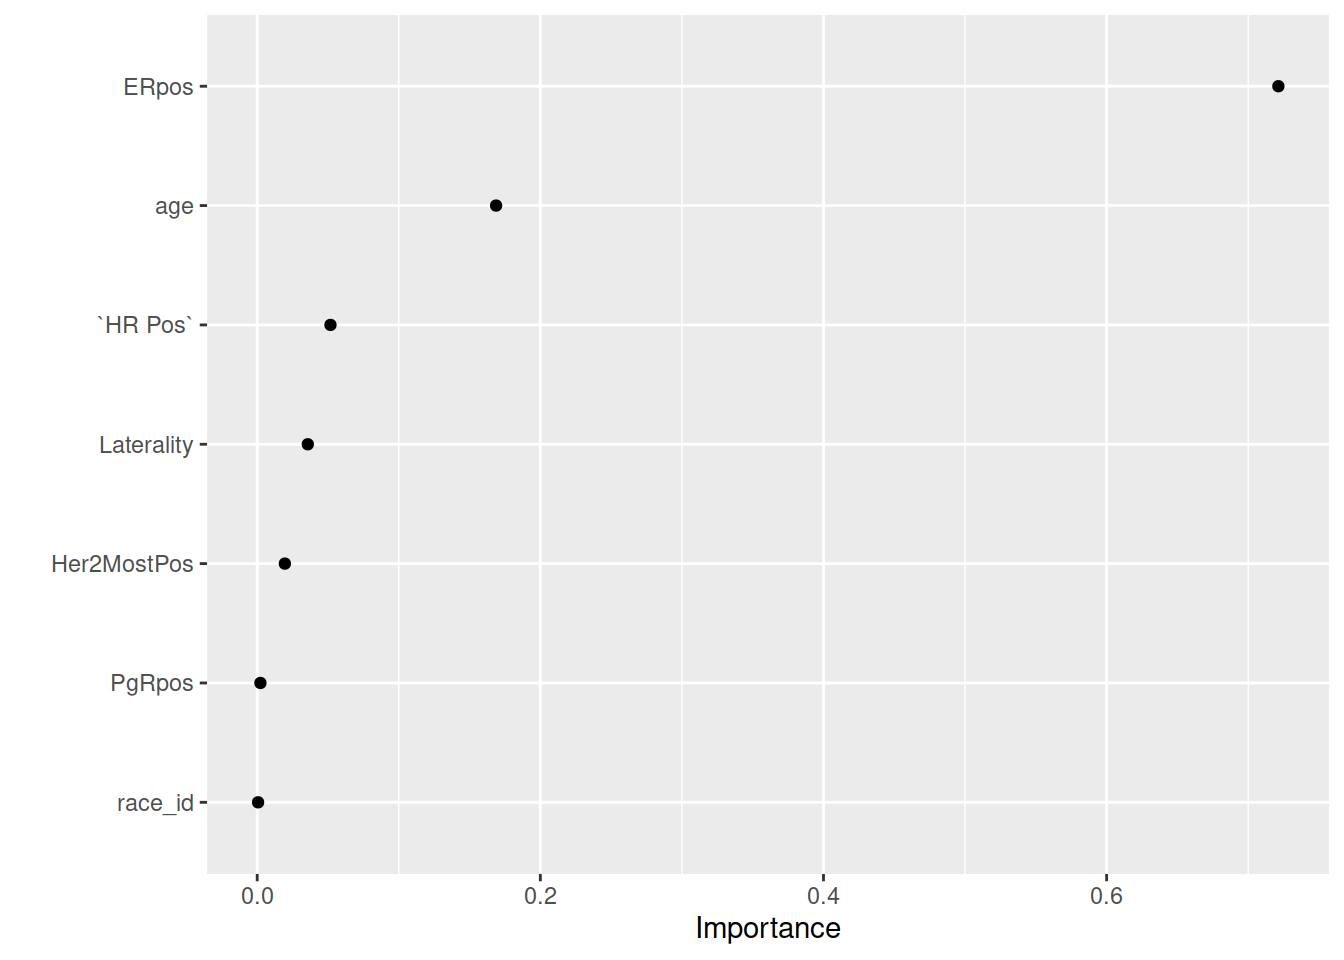 ERpos
age
`HR Pos`
Laterality
Her2MostPos
PgRpos
race_id
0.0 0.2 0.4 0.6
Importance